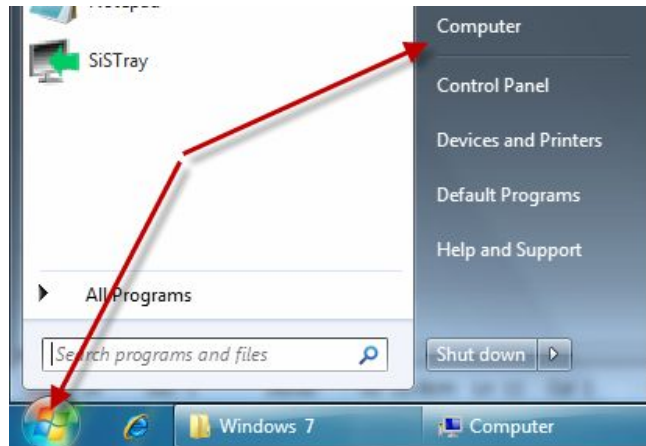 Notepad
SiSTray
All Programs
Search programs and files
Computer
Control Panel
Devices and Printers
Default Programs
Help and Support
Shut down
Windows 7
Computer